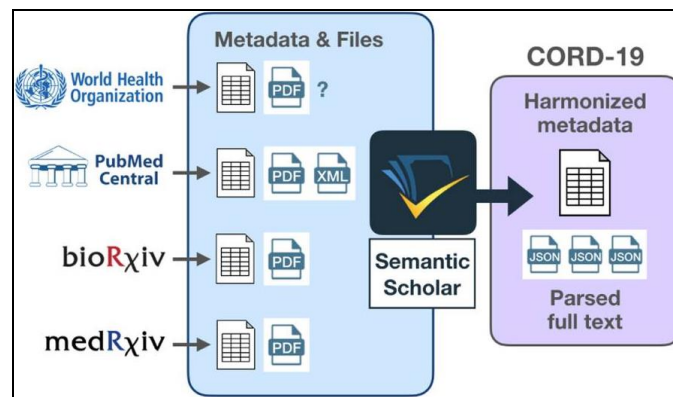 Metadata & Files
World Health
Organization
PDF
?
PubMed
Central
PDF
XML
bioRχiv
PDF
medRχiv
PDF
Semantic
Scholar
CORD-19
Harmonized
metadata
JSON
JSON
JSON
Parsed
full text